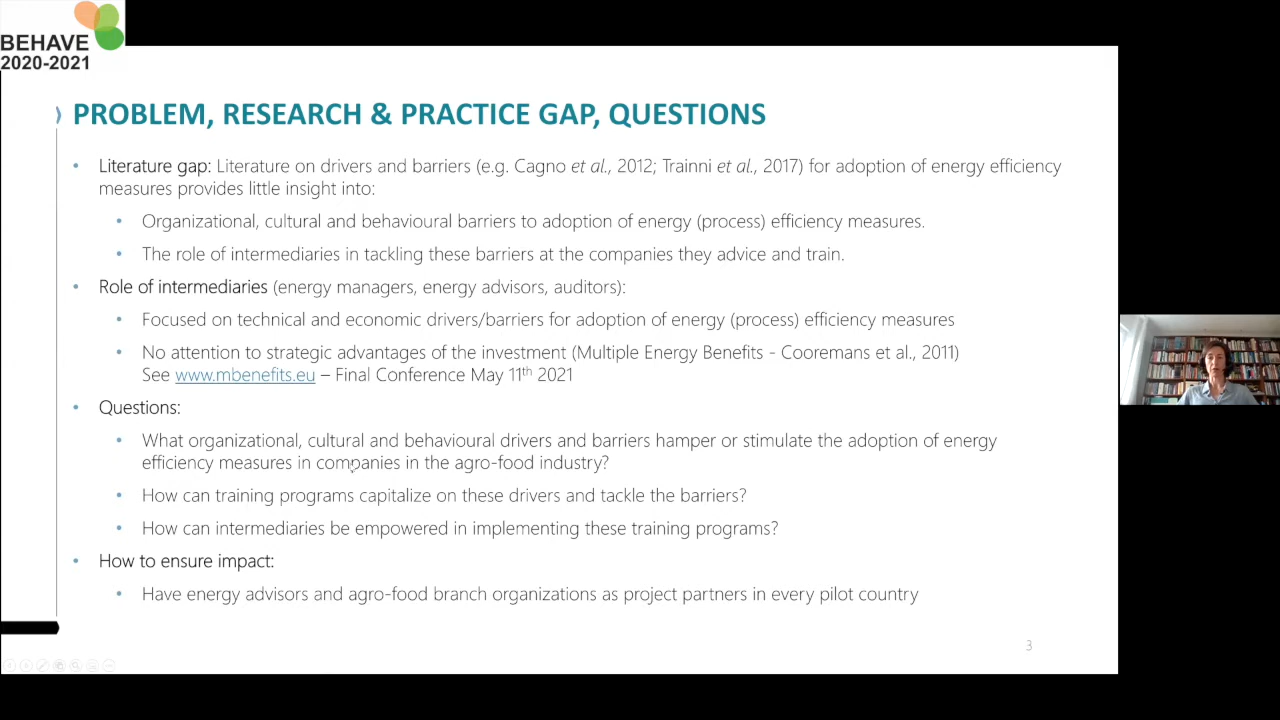 BEHAVE
2020-2021
PROBLEM, RESEARCH & PRACTICE GAP, QUESTIONS
• Literature gap: Literature on drivers and barriers (e.g. Cagno et al., 2012; Trainni et al., 2017) for adoption of energy efficiency
measures provides little insight into:
• Organizational, cultural and behavioural barriers to adoption of energy (process) efficiency measures.
• The role of intermediaries in tackling these barriers at the companies they advice and train.
• Role of intermediaries (energy managers, energy advisors, auditors):
• Focused on technical and economic drivers/barriers for adoption of energy (process) efficiency measures
• No attention to strategic advantages of the investment (Multiple Energy Benefits - Cooremans et al., 2011)
See www.mbenefits.eu – Final Conference May 11th 2021
• Questions:
• What organizational, cultural and behavioural drivers and barriers hamper or stimulate the adoption of energy
efficiency measures in companies in the agro-food industry?
• How can training programs capitalize on these drivers and tackle the barriers?
• How can intermediaries be empowered in implementing these training programs?
• How to ensure impact:
• Have energy advisors and agro-food branch organizations as project partners in every pilot country
3